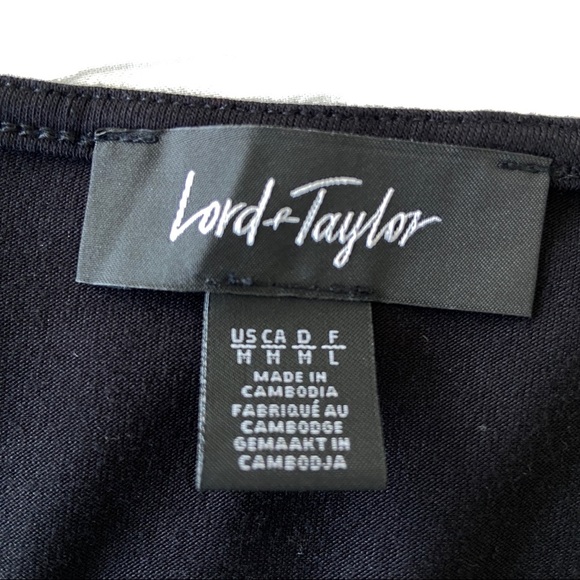 Lord & Taylor
US CA D F
M M M L
MADE IN
CAMBODIA
FABRIQUÉ AU
CAMBODGE
GEMAAKT IN
CAMBODJA